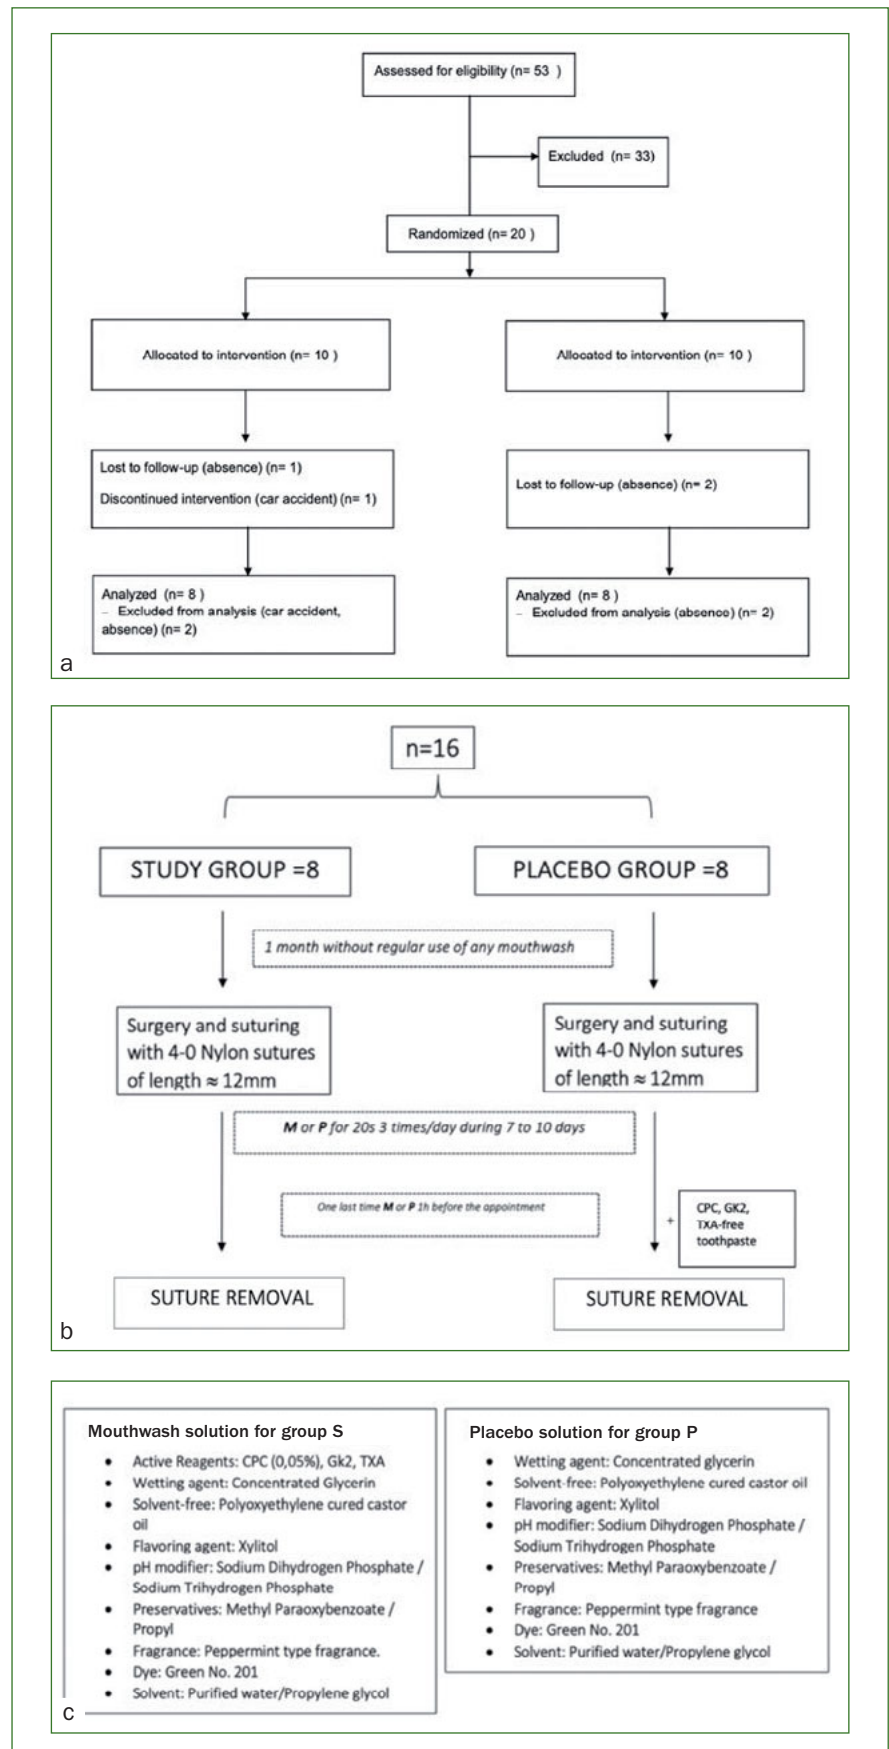 Assessed for eligibility (n= 53 )
Excluded (n= 33)
Randomized (n= 20 )
Allocated to intervention (n= 10 )
Allocated to intervention (n= 10 )
Lost to follow-up (absence) (n= 1)
Discontinued intervention (car accident) (n= 1)
Lost to follow-up (absence) (n= 2)
Analyzed (n= 8 )
– Excluded from analysis (car accident,
absence) (n= 2)
Analyzed (n= 8 )
– Excluded from analysis (absence) (n= 2)
a
n=16
STUDY GROUP =8
PLACEBO GROUP =8
1 month without regular use of any mouthwash
Surgery and suturing
with 4-0 Nylon sutures
of length ≈ 12mm
Surgery and suturing
with 4-0 Nylon sutures
of length ≈ 12mm
M or P for 20s 3 times/day during 7 to 10 days
One last time M or P 1h before the appointment
+
CPC, GK2,
TXA-free
toothpaste
SUTURE REMOVAL
SUTURE REMOVAL
b
Mouthwash solution for group S
• Active Reagents: CPC (0,05%), Gk2, TXA
• Wetting agent: Concentrated Glycerin
• Solvent-free: Polyoxyethylene cured castor
oil
• Flavoring agent: Xylitol
• pH modifier: Sodium Dihydrogen Phosphate /
Sodium Trihydrogen Phosphate
• Preservatives: Methyl Paraoxybenzoate /
Propyl
• Fragrance: Peppermint type fragrance.
• Dye: Green No. 201
• Solvent: Purified water/Propylene glycol
Placebo solution for group P
• Wetting agent: Concentrated glycerin
• Solvent-free: Polyoxyethylene cured castor oil
• Flavoring agent: Xylitol
• pH modifier: Sodium Dihydrogen Phosphate /
Sodium Trihydrogen Phosphate
• Preservatives: Methyl Paraoxybenzoate /
Propyl
• Fragrance: Peppermint type fragrance
• Dye: Green No. 201
• Solvent: Purified water/Propylene glycol
c